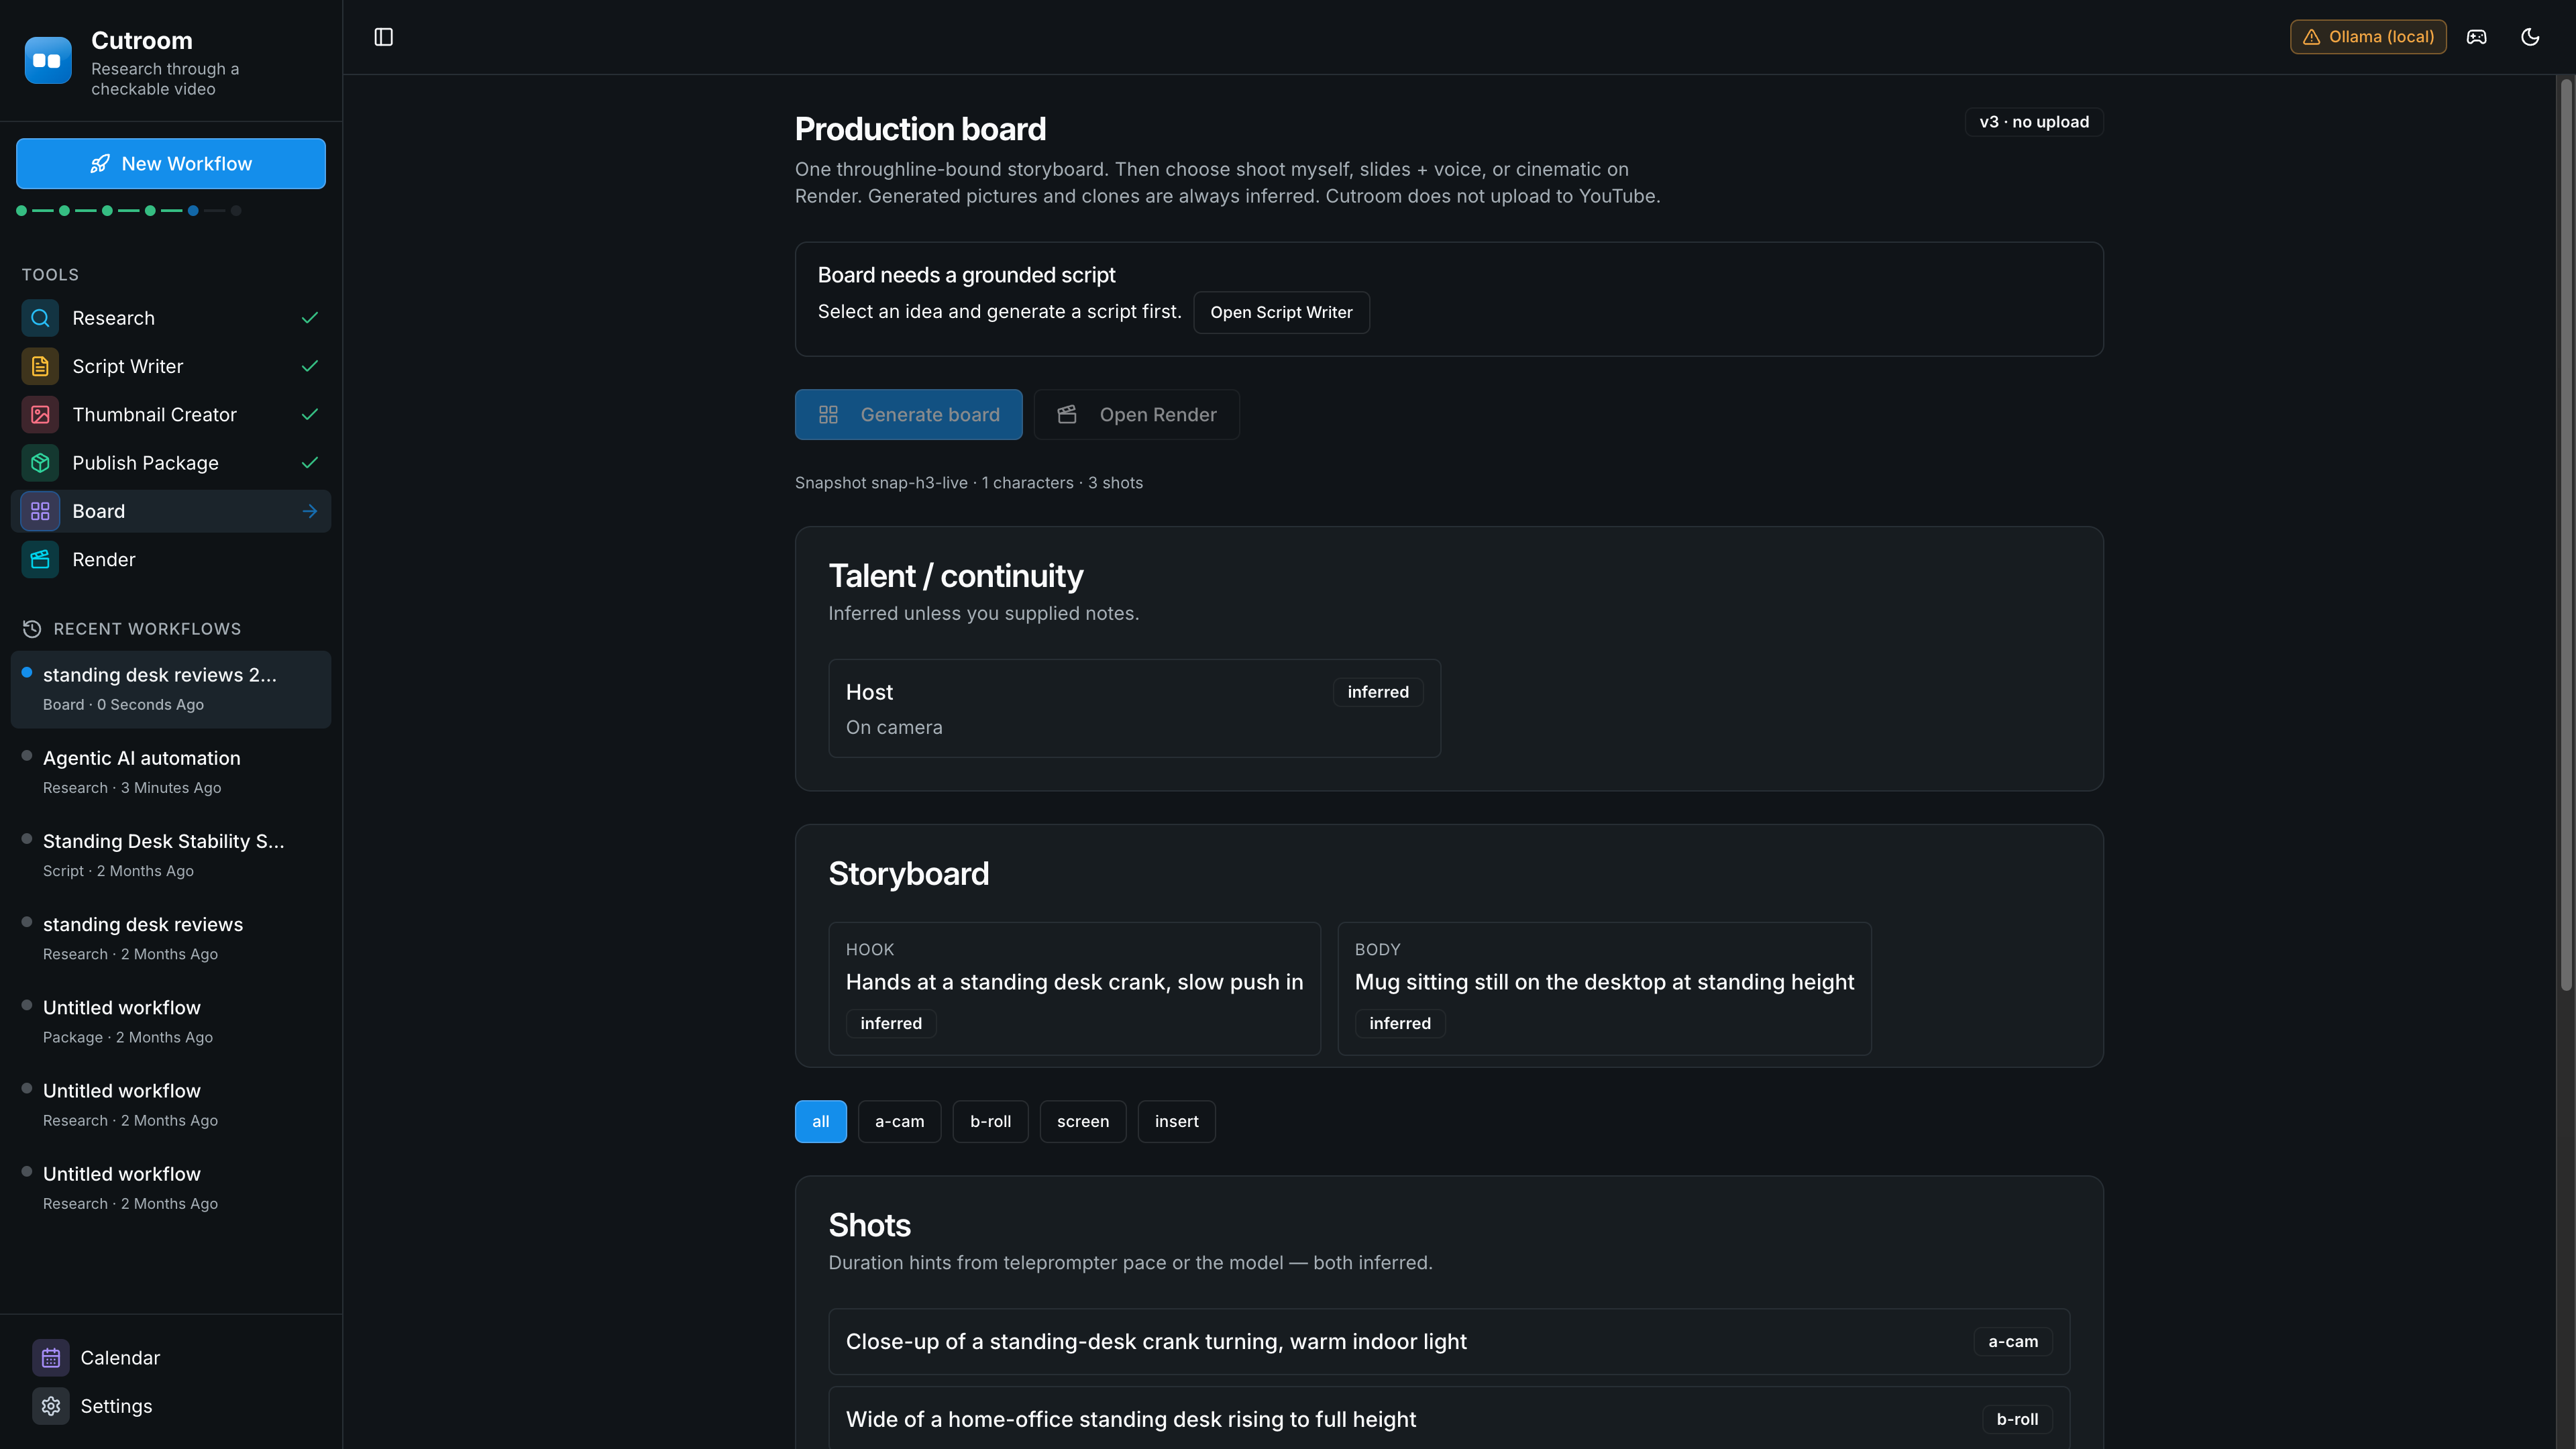 Cutroom
Research through a
checkable video
New Workflow
TOOLS
Research
Script Writer
Thumbnail Creator
Publish Package
Board
Render
RECENT WORKFLOWS
standing desk reviews 2...
Board · 0 Seconds Ago
Agentic AI automation
Research · 3 Minutes Ago
Standing Desk Stability S...
Script · 2 Months Ago
standing desk reviews
Research · 2 Months Ago
Untitled workflow
Package · 2 Months Ago
Untitled workflow
Research · 2 Months Ago
Untitled workflow
Research · 2 Months Ago
Calendar
Settings
Ollama (local)
Production board
v3 · no upload
One throughline-bound storyboard. Then choose shoot myself, slides + voice, or cinematic on
Render. Generated pictures and clones are always inferred. Cutroom does not upload to YouTube.
Board needs a grounded script
Select an idea and generate a script first. Open Script Writer
Generate board Open Render
Snapshot snap-h3-live · 1 characters · 3 shots
Talent / continuity
Inferred unless you supplied notes.
Host inferred
On camera
Storyboard
HOOK
Hands at a standing desk crank, slow push in
inferred
BODY
Mug sitting still on the desktop at standing height
inferred
all a-cam b-roll screen insert
Shots
Duration hints from teleprompter pace or the model — both inferred.
Close-up of a standing-desk crank turning, warm indoor light a-cam
Wide of a home-office standing desk rising to full height b-roll